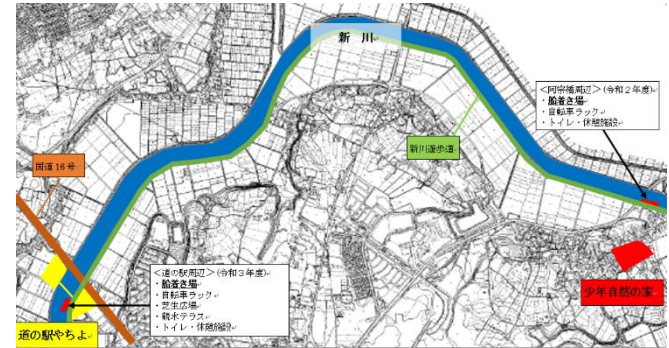 新 川
<阿宗橋周辺>(令和２年度)
・船着き場
・自転車ラック
・トイレ・休憩施設
国道 16 号
新川遊歩道
<道の駅周辺>(令和３年度)
・船着き場
・自転車ラック
・芝生広場
・親水テラス
・トイレ・休憩施設
少年自然の家
道の駅やちよ